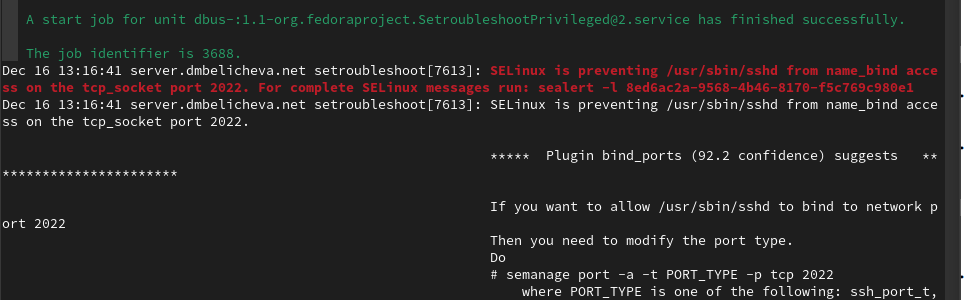 A start job for unit dbus-:1.1-org.fedoraproject.SetroubleshootPrivileged@2.service has finished successfully.
The job identifier is 3688.
Dec 16 13:16:41 server.dmbelicheva.net setroubleshoot[7613]: SELinux is preventing /usr/sbin/sshd from name_bind acce
ss on the tcp_socket port 2022. For complete SELinux messages run: sealert -l 8ed6ac2a-9568-4b46-8170-f5c769c980e1
Dec 16 13:16:41 server.dmbelicheva.net setroubleshoot[7613]: SELinux is preventing /usr/sbin/sshd from name_bind acce
ss on the tcp_socket port 2022.
***** Plugin bind_ports (92.2 confidence) suggests **
**********************
If you want to allow /usr/sbin/sshd to bind to network p
ort 2022
Then you need to modify the port type.
Do
# semanage port -a -t PORT_TYPE -p tcp 2022
where PORT_TYPE is one of the following: ssh_port_t,